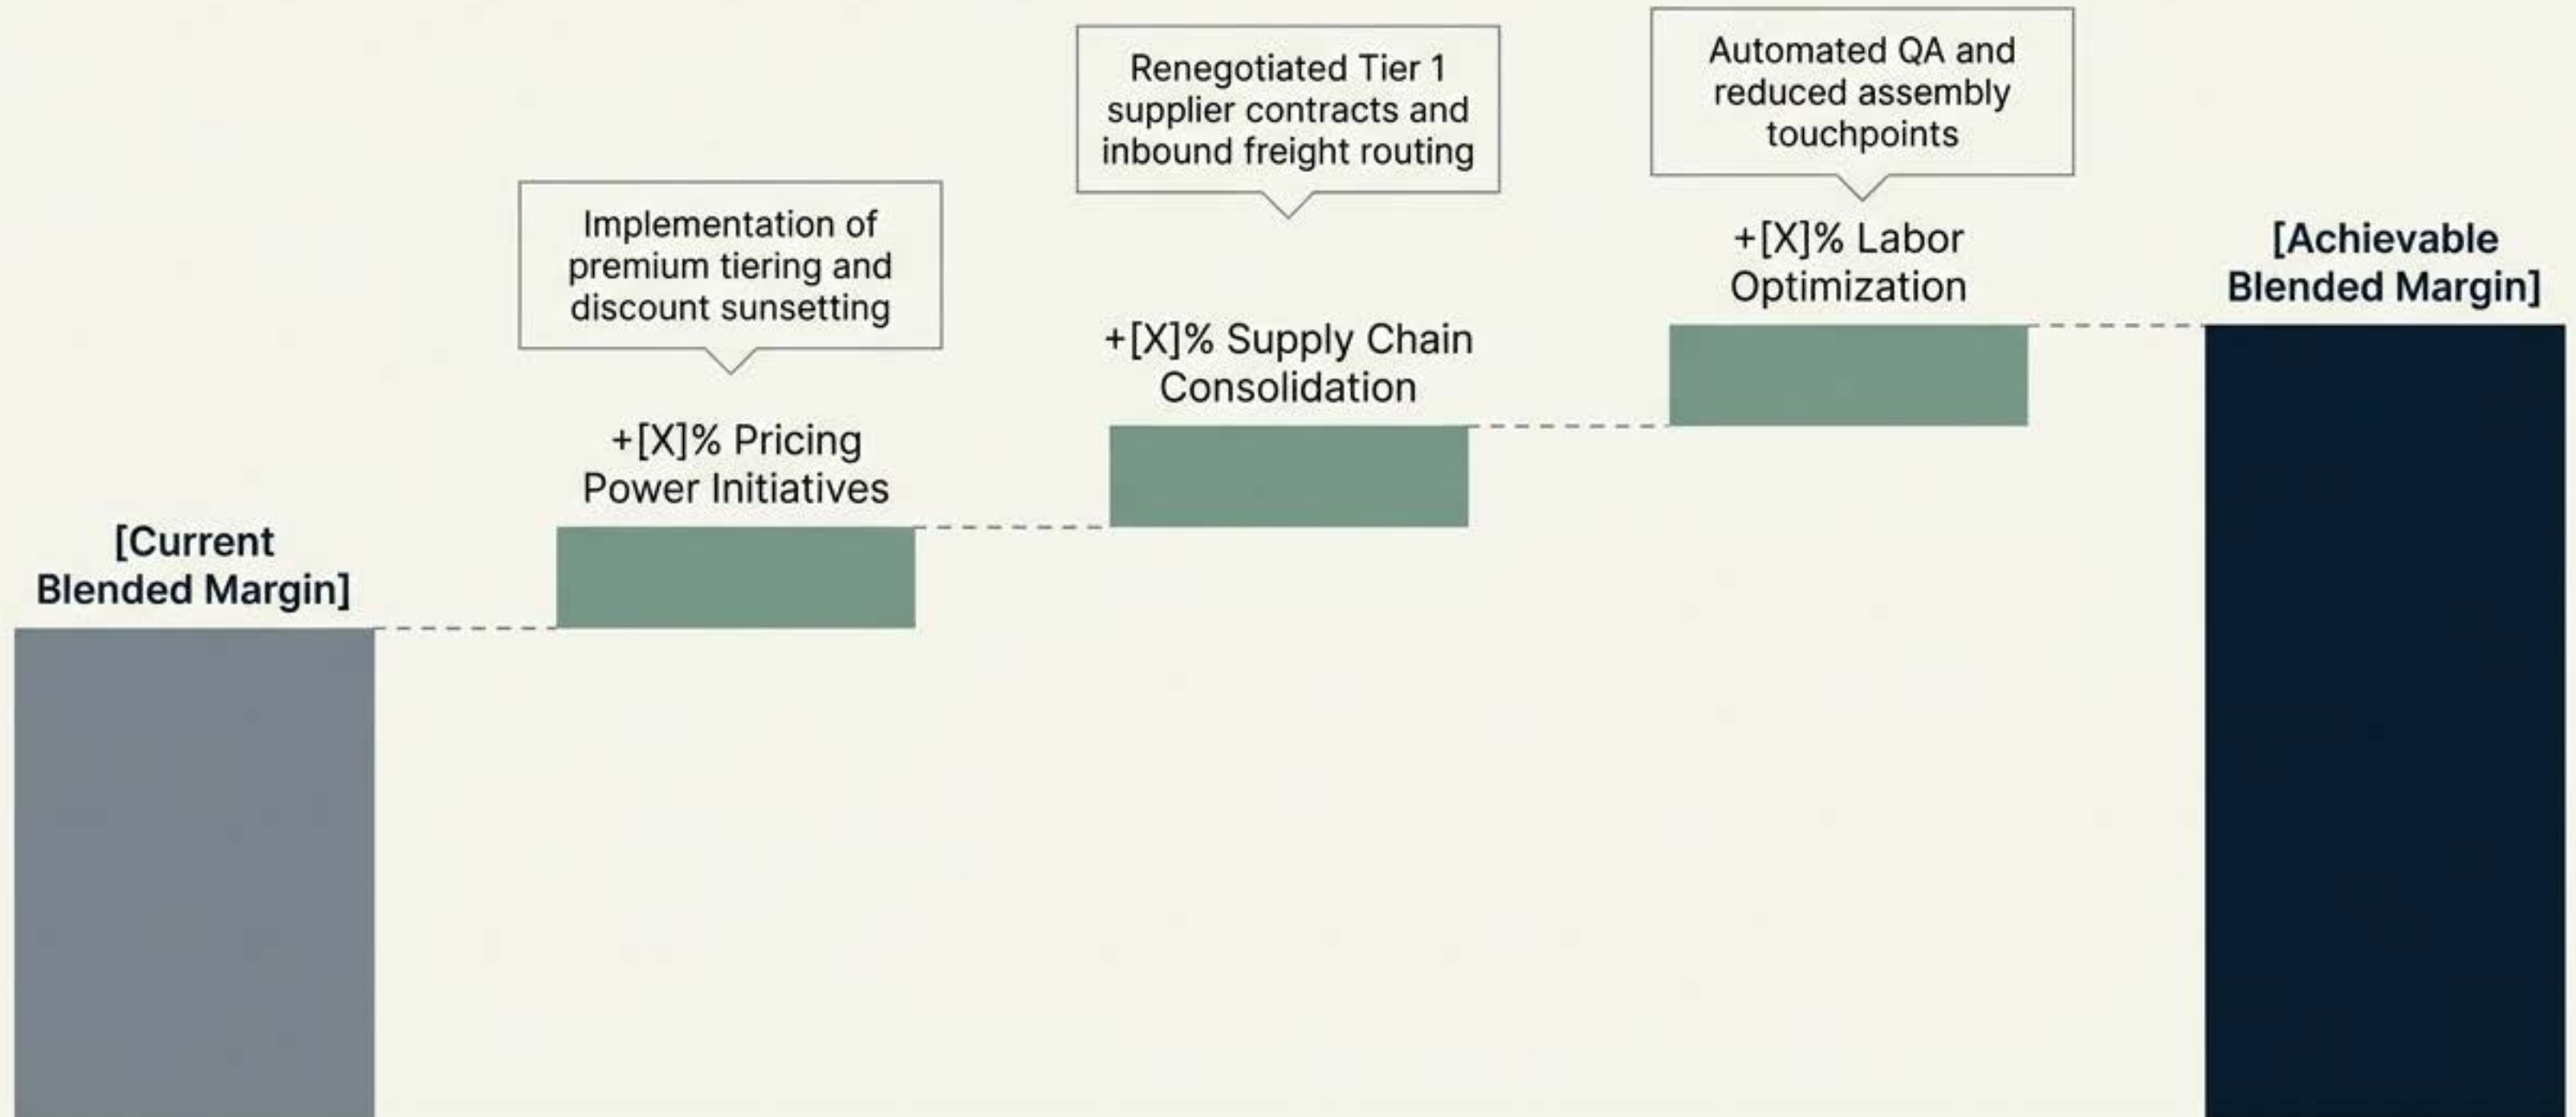 [Current
Blended Margin]
Implementation of
premium tiering and
discount sunsetting
+[X]% Pricing
Power Initiatives
Renegotiated Tier 1
supplier contracts and
inbound freight routing
+[X]% Supply Chain
Consolidation
Automated QA and
reduced assembly
touchpoints
+[X]% Labor
Optimization
[Achievable
Blended Margin]